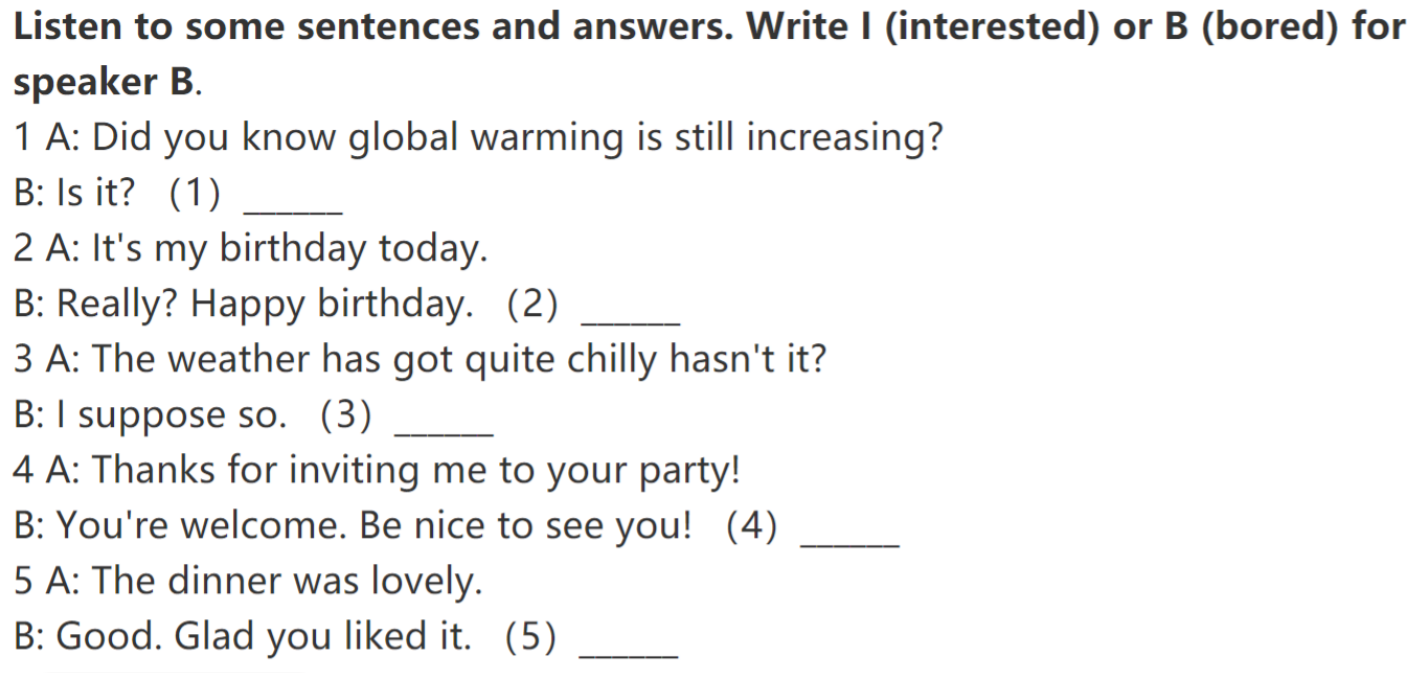 Listen to some sentences and answers. Write I (interested) or B (bored) for
speaker B.
1 A: Did you know global warming is still increasing?
B: Is it? (1) ______
2 A: It's my birthday today.
B: Really? Happy birthday. (2) ______
3 A: The weather has got quite chilly hasn't it?
B: I suppose so. (3) ______
4 A: Thanks for inviting me to your party!
B: You're welcome. Be nice to see you! (4) ______
5 A: The dinner was lovely.
B: Good. Glad you liked it. (5) ______